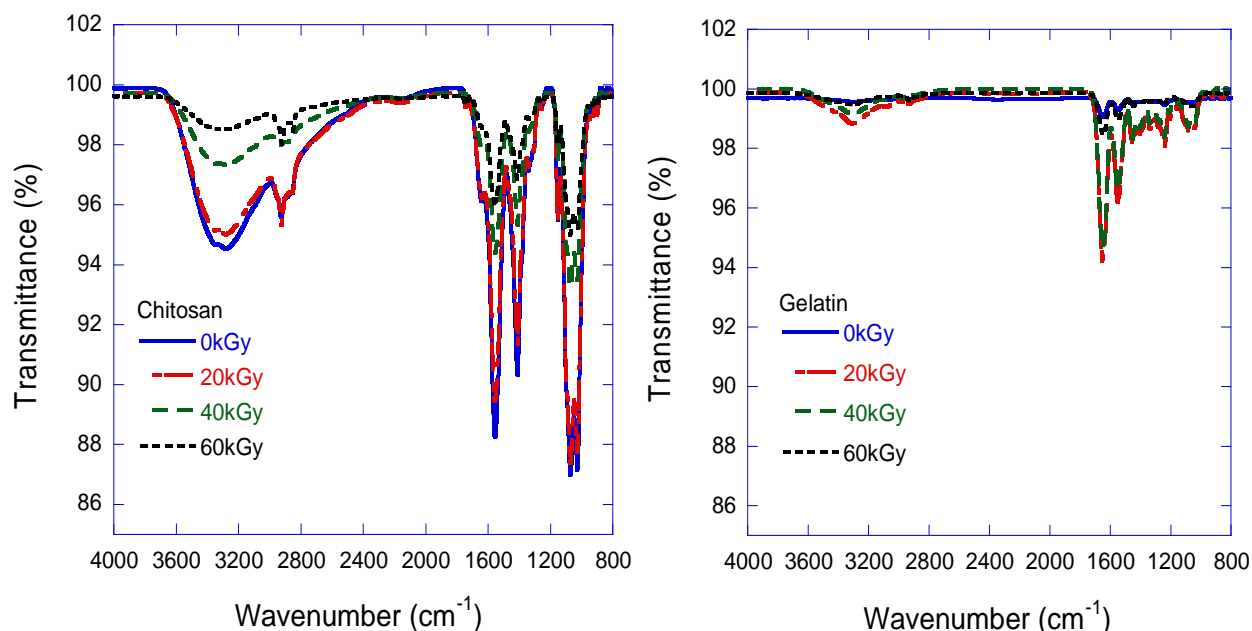 102
100
98
96
94
92
90
88
86
Transmittance (%)
Chitosan
0kGy
20kGy
40kGy
60kGy
4000 3600 3200 2800 2400 2000 1600 1200 800
Wavenumber (cm⁻¹)
102
100
98
96
94
92
90
88
86
Transmittance (%)
Gelatin
0kGy
20kGy
40kGy
60kGy
4000 3600 3200 2800 2400 2000 1600 1200 800
Wavenumber (cm⁻¹)